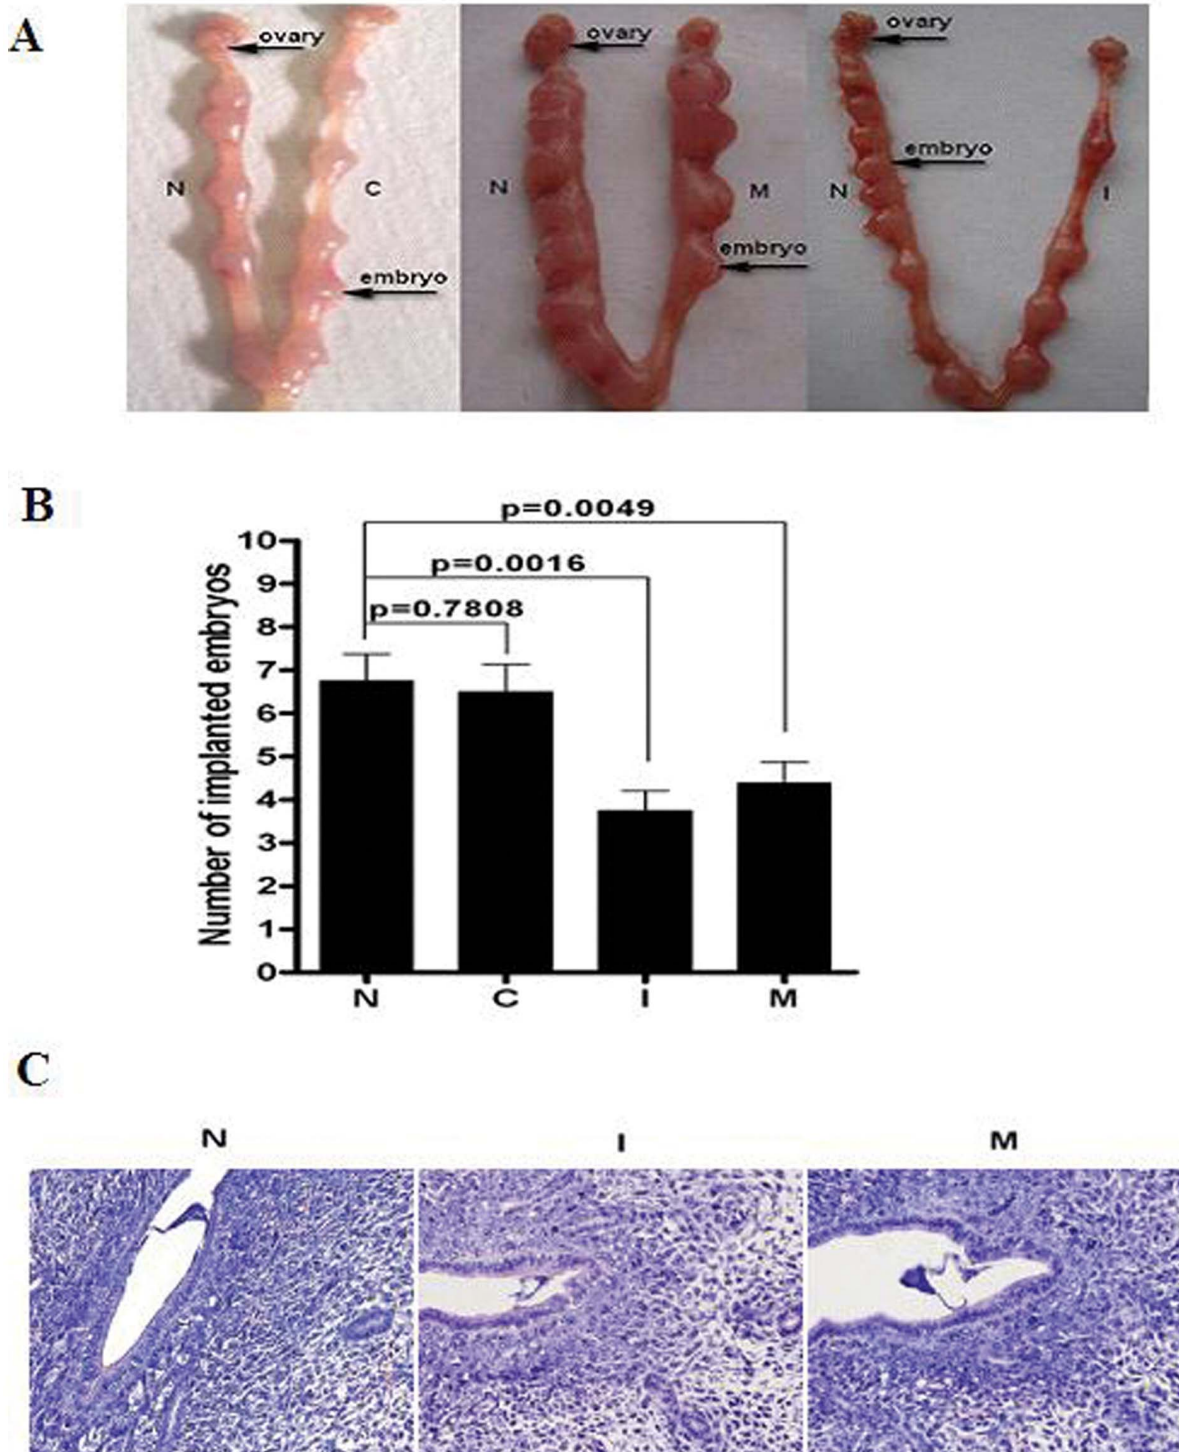 A
ovary
N
C
embryo
ovary
N
M
embryo
ovary
embryo
N
I
B
p=0.0049
p=0.0016
p=0.7808
Number of implanted embryos
10
9
8
7
6
5
4
3
2
1
0
N C I M
C
N I M